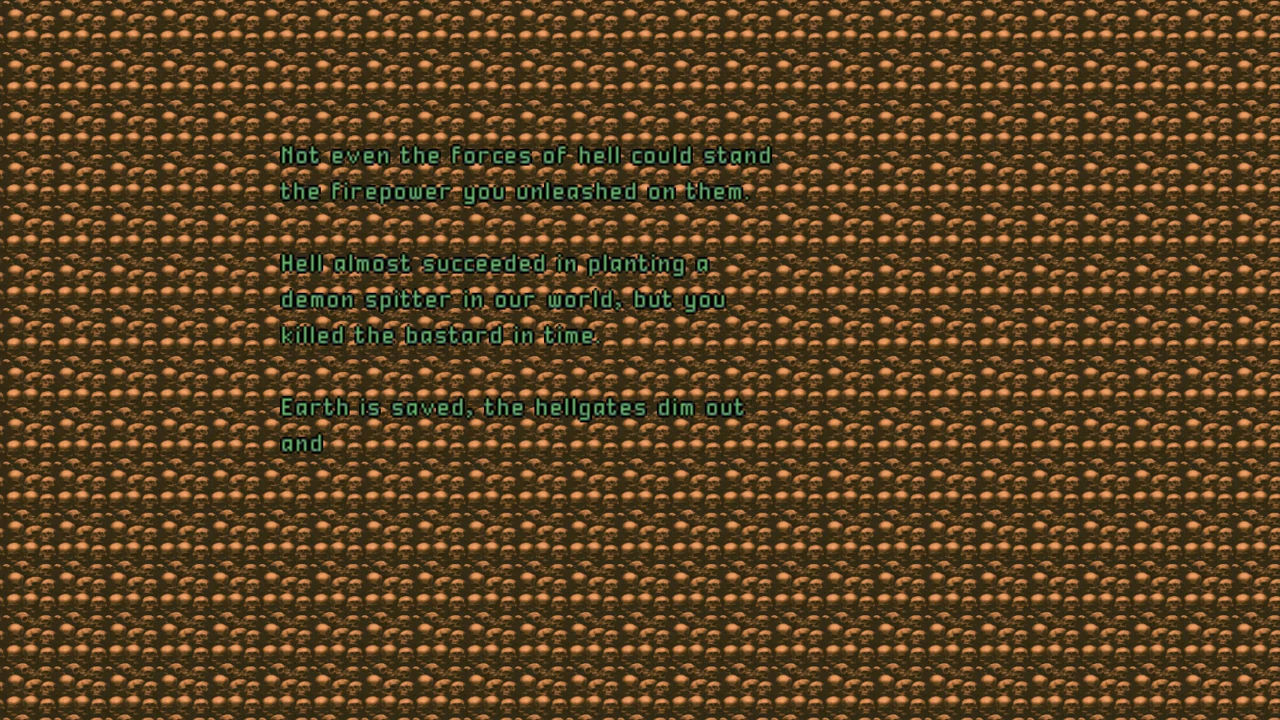 Not even the forces of hell could stand
the firepower you unleashed on them.
Hell almost succeeded in planting a
demon spitter in our world, but you
killed the bastard in time.
Earth is saved, the hellgates dim out
and